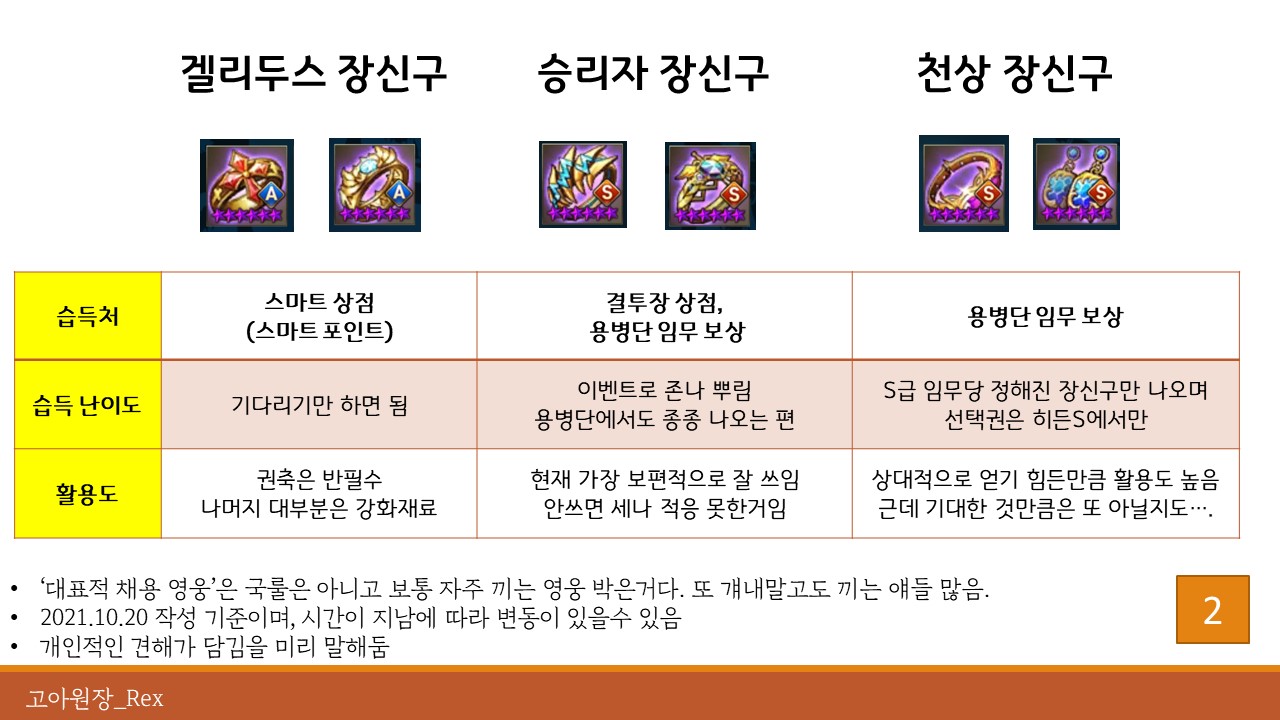 겔리두스 장신구
승리자 장신구
천상 장신구
A
A
S
S
S
S
습득처
스마트 상점
(스마트 포인트)
결투장 상점,
용병단 임무 보상
용병단 임무 보상
습득 난이도
기다리기만 하면 됨
이벤트로 존나 뿌림
용병단에서도 종종 나오는 편
S급 임무당 정해진 장신구만 나오며
선택권은 히든S에서만
활용도
권축은 반필수
나머지 대부분은 강화재료
현재 가장 보편적으로 잘 쓰임
안쓰면 세나 적응 못한거임
상대적으로 얻기 힘든만큼 활용도 높음
근데 기대한 것만큼은 또 아닐지도….
• ‘대표적 채용 영웅’은 국룰은 아니고 보통 자주 끼는 영웅 박은거다. 또 걔내말고도 끼는 얘들 많음.
• 2021.10.20 작성 기준이며, 시간이 지남에 따라 변동이 있을수 있음
• 개인적인 견해가 담김을 미리 말해둠
2
고아원장_Rex